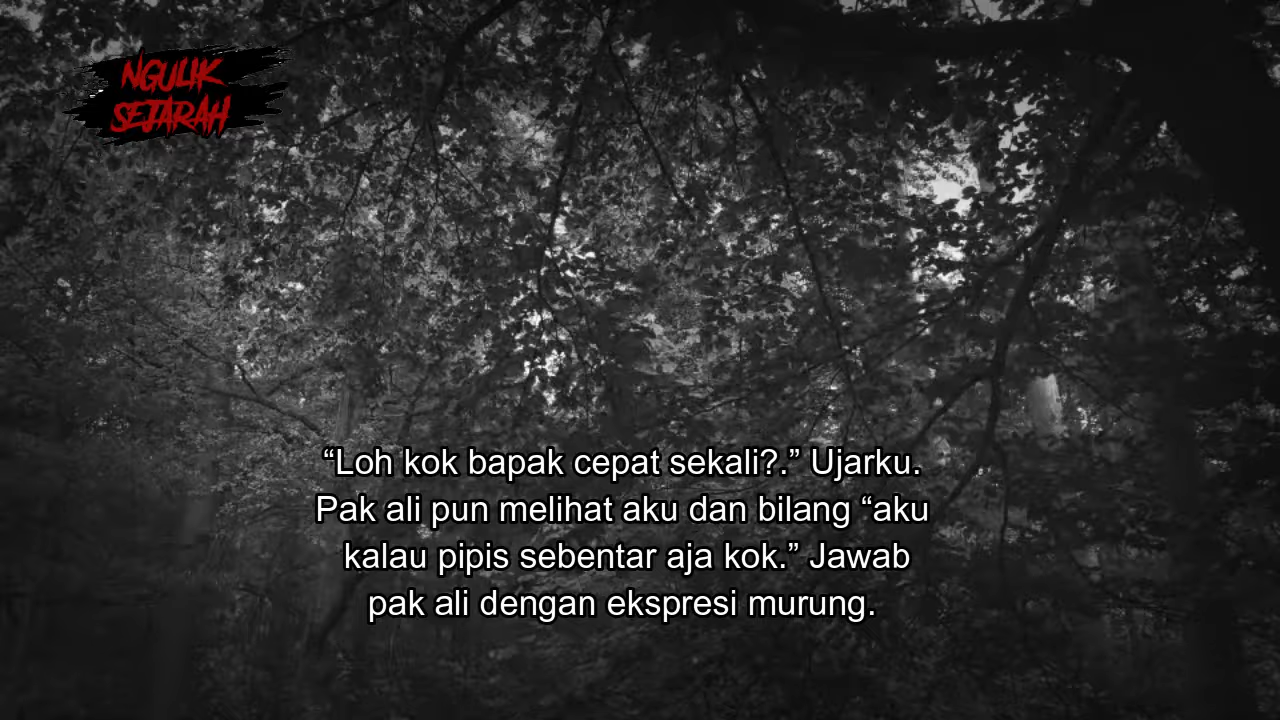 NGULIK
SEJARAH
“Loh kok bapak cepat sekali?.” Ujarku.
Pak ali pun melihat aku dan bilang “aku
kalau pipis sebentar aja kok.” Jawab
pak ali dengan ekspresi murung.